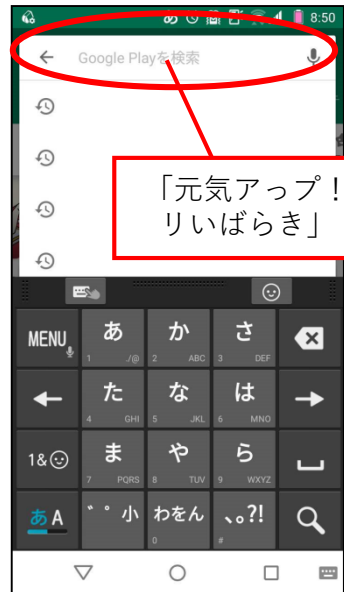 8:50
Google Playを検索
「元気アっプ！
リいばらき」
MENU
あ
1 ./@
か
2 ABC
さ
3 DEF
た
4 GHI
な
5 JKL
は
6 MNO
1&
ま
7 PQRS
や
8 TUV
ら
9 WXYZ
あA
゛゜小
わをん
0
､｡?!
#